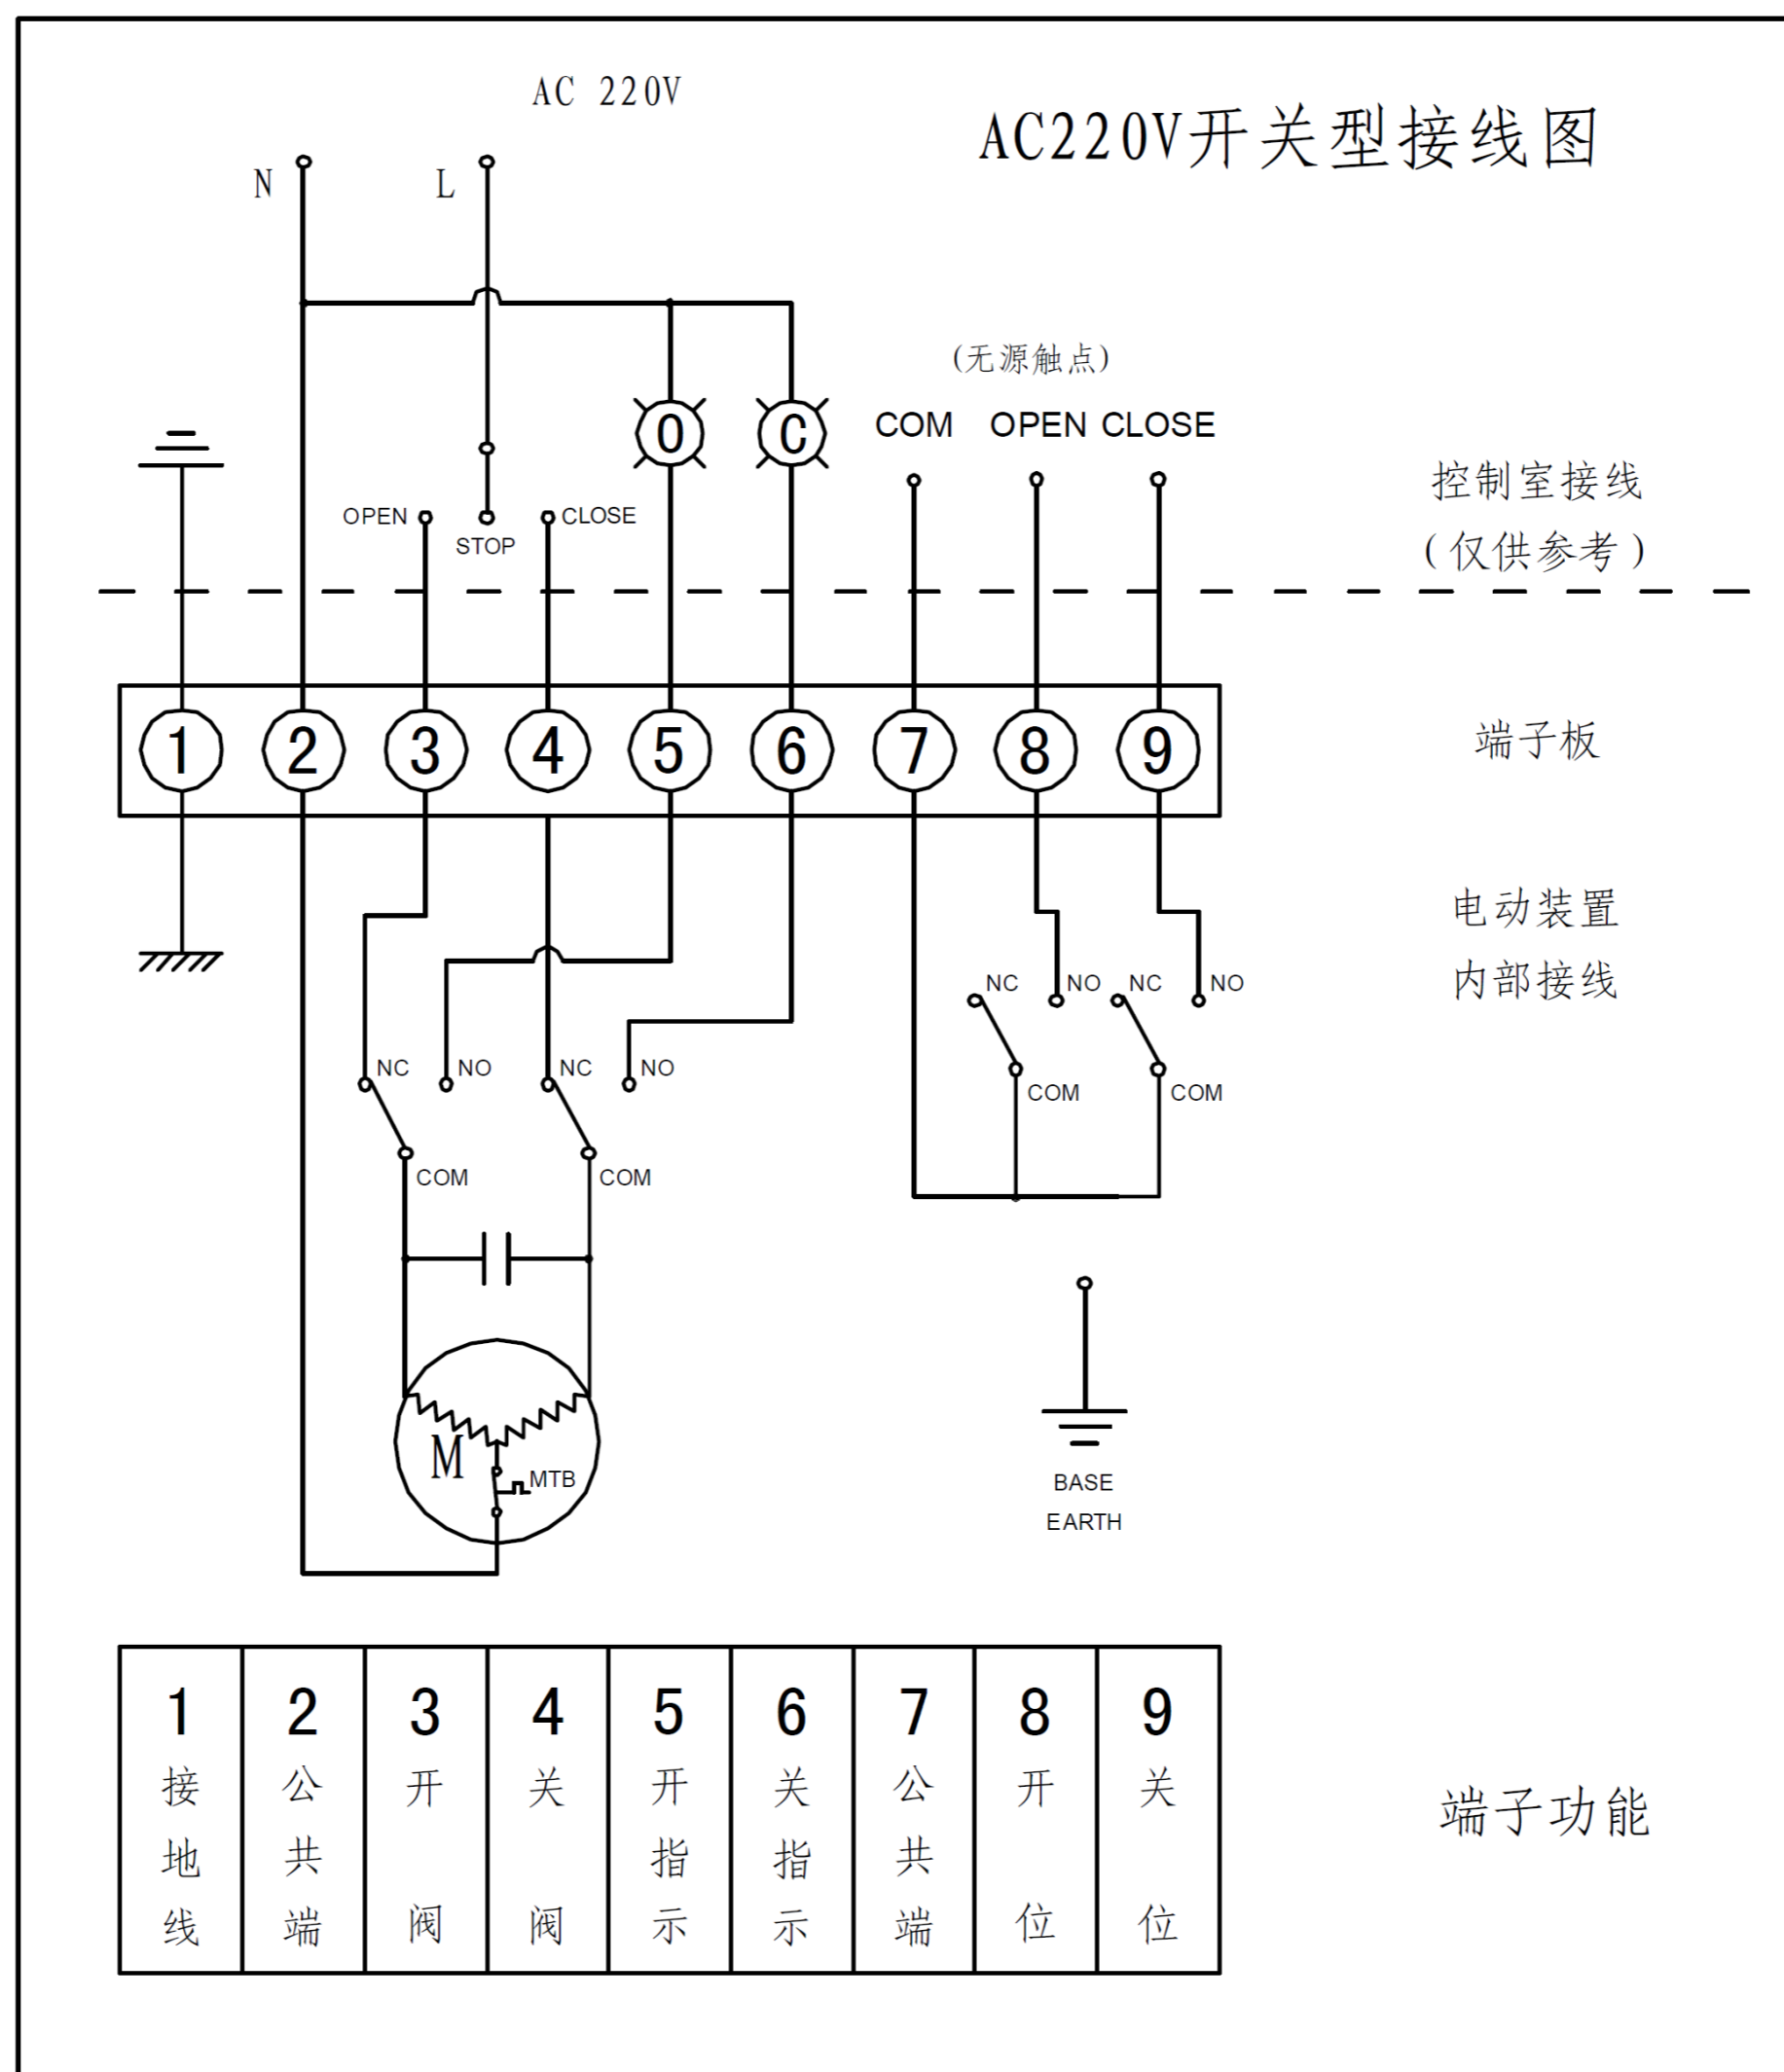 AC 220V
AC220V开关型接线图
N
L
(无源触点)
O
C
COM OPEN CLOSE
控制室接线
(仅供参考)
OPEN
STOP
CLOSE
1 2 3 4 5 6 7 8 9
端子板
电动装置
内部接线
NC NO NC NO
COM COM
NC NO NC NO
COM COM
M
MTB
BASE
EARTH
1 2 3 4 5 6 7 8 9
接地线 公共端 开阀 关阀 开指示 关指示 公共端 开位 关位
端子功能